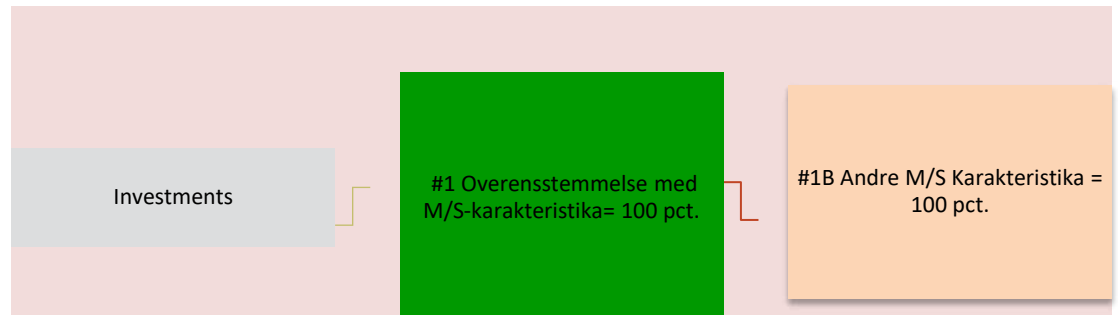 Investments
#1 Overensstemmelse med
M/S-karakteristika= 100 pct.
#1B Andre M/S Karakteristika =
100 pct.